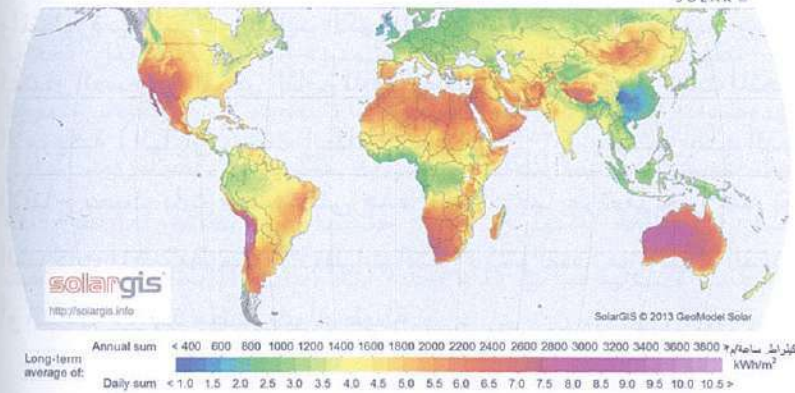 solargis
http://solargis.info
SolarGIS © 2013 GeoModel Solar
Annual sum < 400 800 1000 1200 1400 1600 1800 2000 2200 2400 2600 2800 3000 3200 3400 3600 3800 > كيلواط ساعة/م²
Long-term average of: kWh/m²
Daily sum < 1.0 1.5 2.0 2.5 3.0 3.5 4.0 4.5 5.0 5.5 6.0 6.5 7.0 7.5 8.0 8.5 9.0 9.5 10.0 10.5 >